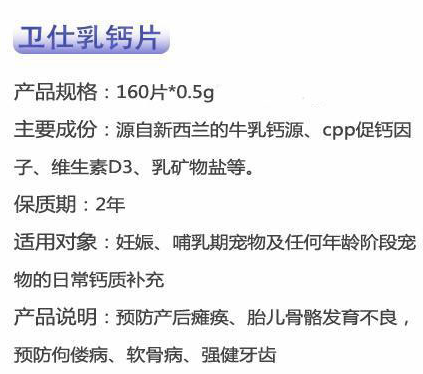 卫仕乳钙片
产品规格：160片*0.5g
主要成份：源自新西兰的牛乳钙源、cpp促钙因
子、维生素D3、乳矿物盐等。
保质期：2年
适用对象：妊娠、哺乳期宠物及任何年龄阶段宠
物的日常钙质补充
产品说明：预防产后瘫痪、胎儿骨骼发育不良，
预防佝偻病、软骨病、强健牙齿